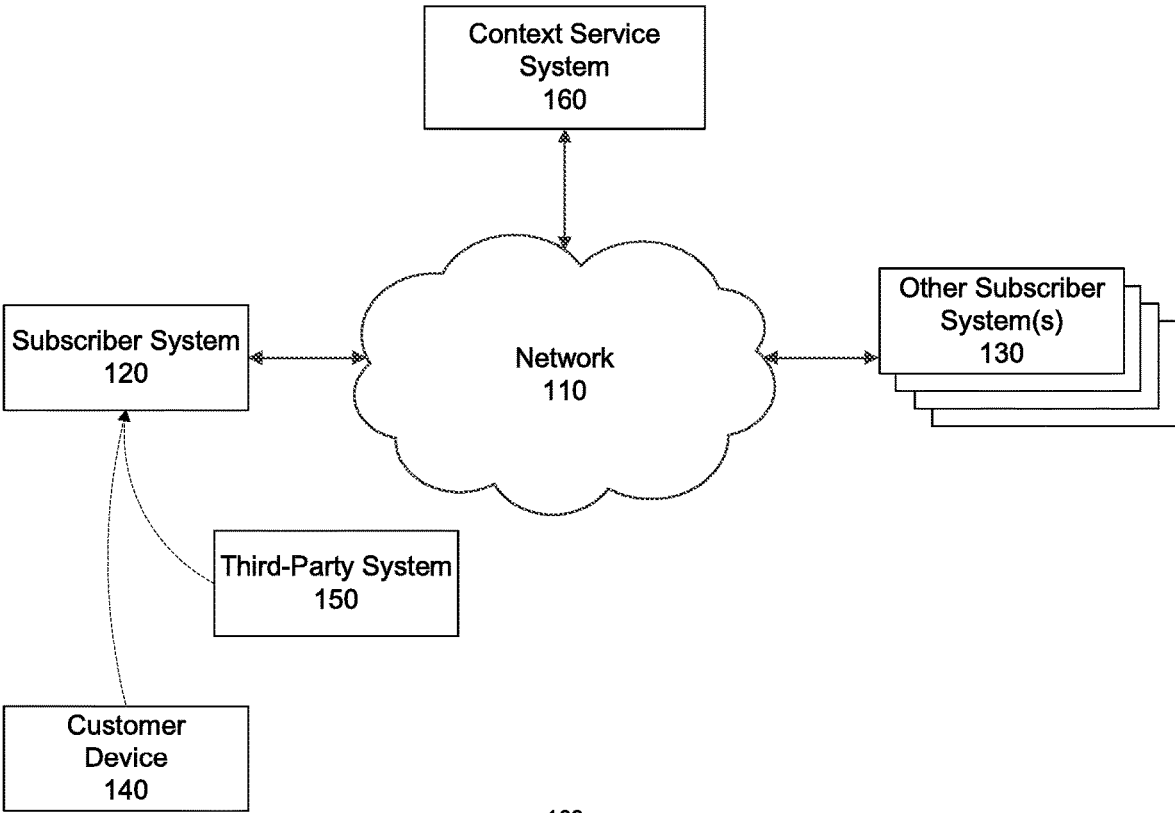 Context Service
System
160
Other Subscriber
System(s)
130
Subscriber System
120
Network
110
Third-Party System
150
Customer
Device
140